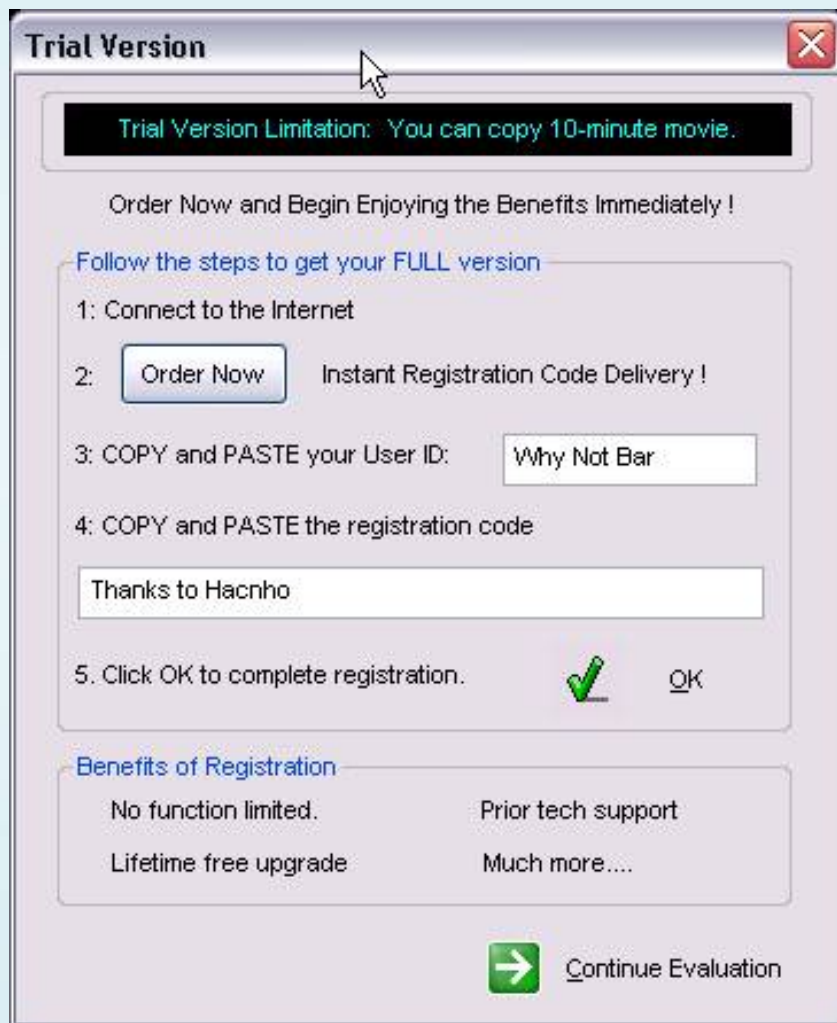 Trial Version
Trial Version Limitation: You can copy 10-minute movie.
Order Now and Begin Enjoying the Benefits Immediately !
Follow the steps to get your FULL version
1: Connect to the Internet
2: Order Now Instant Registration Code Delivery !
3: COPY and PASTE your User ID: Why Not Bar
4: COPY and PASTE the registration code
Thanks to Hacnho
5. Click OK to complete registration. OK
Benefits of Registration
No function limited. Prior tech support
Lifetime free upgrade Much more....
Continue Evaluation